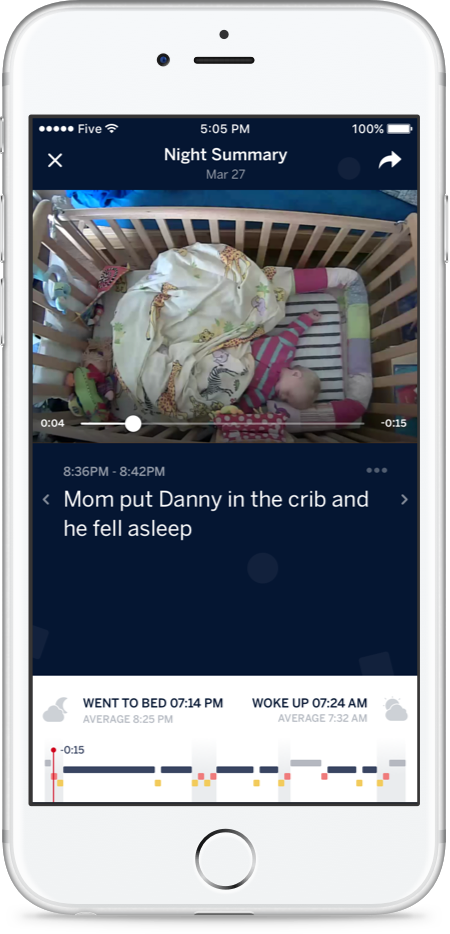 Five 5:05 PM 100%
Night Summary
Mar 27
0:04 -0:15
8:36PM - 8:42PM
Mom put Danny in the crib and
he fell asleep
WENT TO BED 07:14 PM WOKE UP 07:24 AM
AVERAGE 8:25 PM AVERAGE 7:32 AM
-0:15